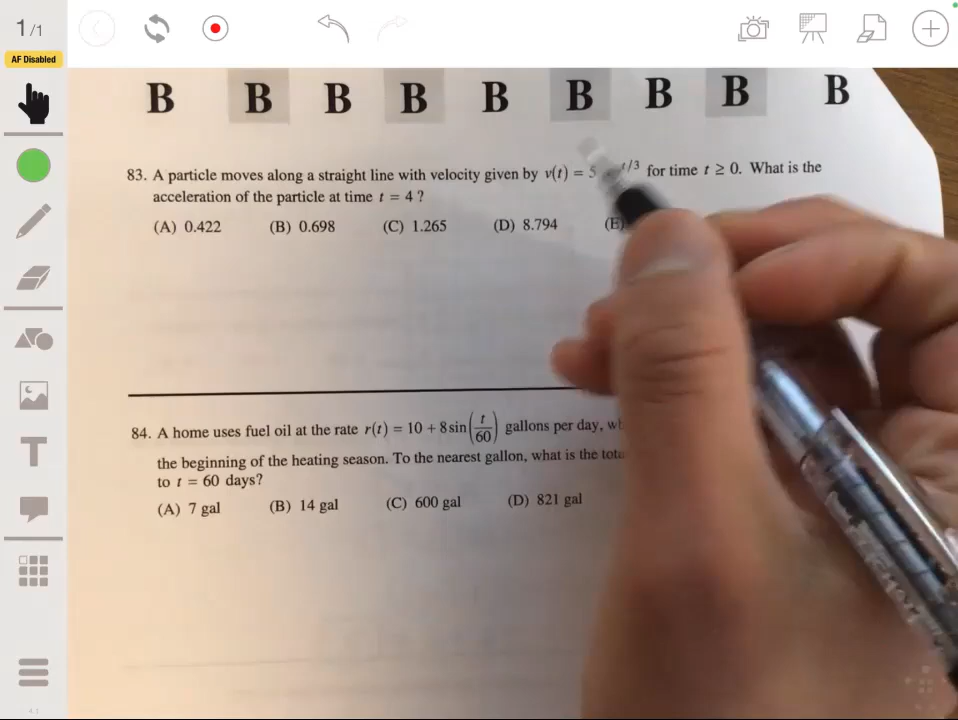 1/1
AF Disabled
B B B B B B B B B
83. A particle moves along a straight line with velocity given by v(t) = 5 t/3 for time t ≥ 0. What is the
acceleration of the particle at time t = 4 ?
(A) 0.422 (B) 0.698 (C) 1.265 (D) 8.794 (E)
84. A home uses fuel oil at the rate r(t) = 10 + 8 sin(t/60) gallons per day,
the beginning of the heating season. To the nearest gallon, what is the
to t = 60 days?
(A) 7 gal (B) 14 gal (C) 600 gal (D) 821 gal
T